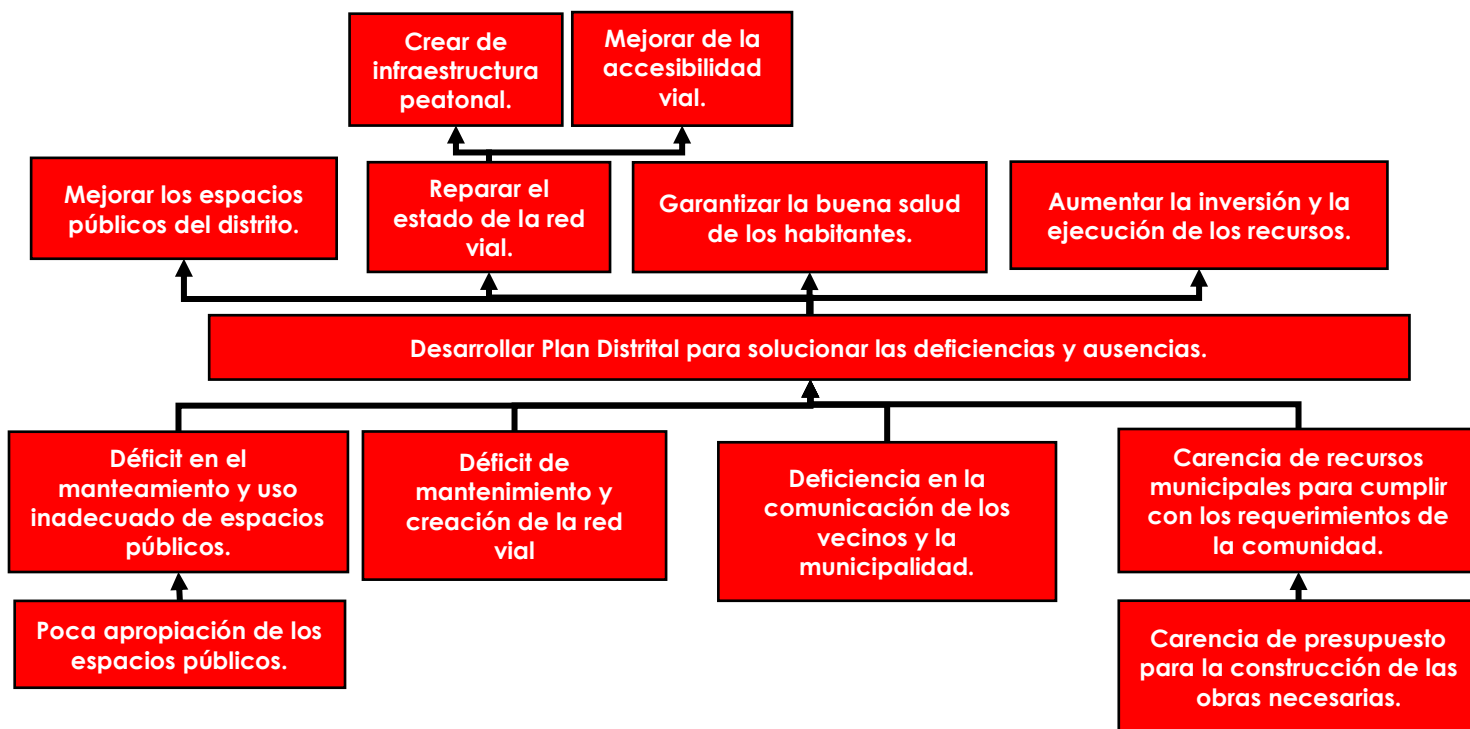 Crear de
infraestructura
peatonal.
Mejorar de la
accesibilidad
vial.
Mejorar los espacios
públicos del distrito.
Reparar el
estado de la red
vial.
Garantizar la buena salud
de los habitantes.
Aumentar la inversión y la
ejecución de los recursos.
Desarrollar Plan Distrital para solucionar las deficiencias y ausencias.
Déficit en el
manteamiento y uso
inadecuado de espacios
públicos.
Déficit de
mantenimiento y
creación de la red
vial
Deficiencia en la
comunicación de los
vecinos y la
municipalidad.
Carencia de recursos
municipales para cumplir
con los requerimientos de
la comunidad.
Poca apropiación de los
espacios públicos.
Carencia de presupuesto
para la construcción de las
obras necesarias.